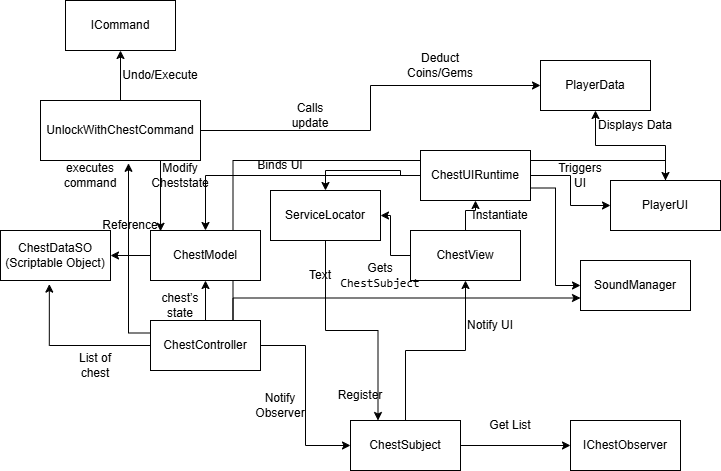 ICommand
Undo/Execute
Deduct
Coins/Gems
PlayerData
UnlockWithChestCommand
Calls
update
Displays Data
executes
command
Modify
Cheststate
Binds UI
ChestUIRuntime
Triggers
UI
PlayerUI
ServiceLocator
Instantiate
Reference
ChestDataSO
(Scriptable Object)
ChestModel
ChestView
Text
Gets
ChestSubject
SoundManager
chest's
state
Notify UI
ChestController
List of
chest
Notify
Observer
Register
ChestSubject
Get List
IChestObserver